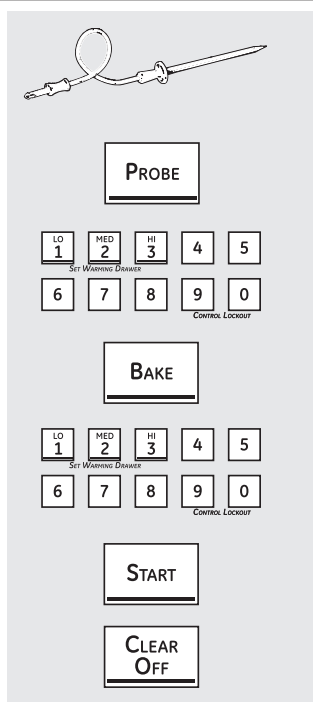 PROBE
LO MED HI
1 2 3 4 5
SET WARMING DRAWER
6 7 8 9 0
CONTROL LOCKOUT
BAKE
LO MED HI
1 2 3 4 5
SET WARMING DRAWER
6 7 8 9 0
CONTROL LOCKOUT
START
CLEAR
OFF